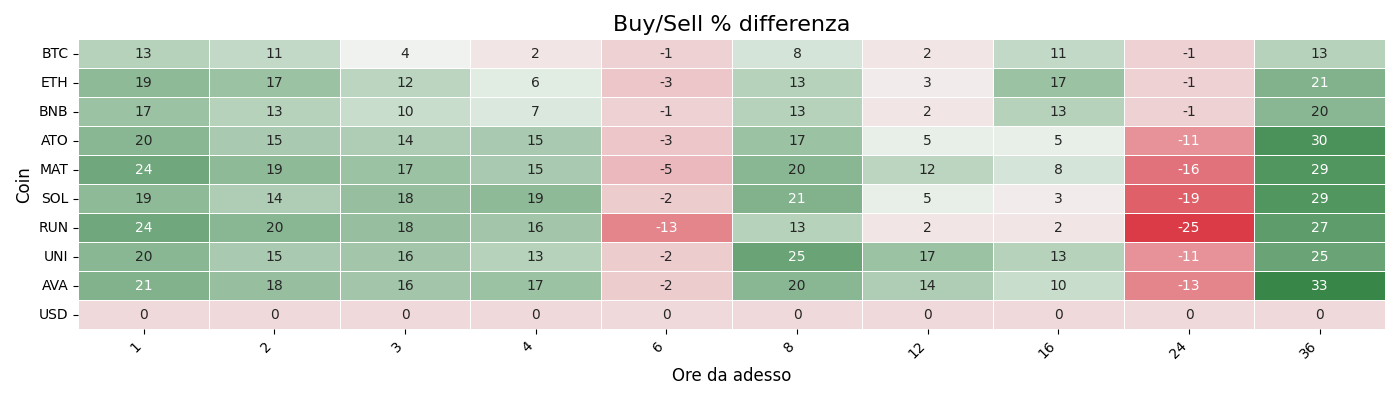 Buy/Sell % differenza
Coin
BTC 13 11 4 2 -1 8 2 11 -1 13
ETH 19 17 12 6 -3 13 3 17 -1 21
BNB 17 13 10 7 -1 13 2 13 -1 20
ATO 20 15 14 15 -3 17 5 5 -11 30
MAT 24 19 17 15 -5 20 12 8 -16 29
SOL 19 14 18 19 -2 21 5 3 -19 29
RUN 24 20 18 16 -13 13 2 2 -25 27
UNI 20 15 16 13 -2 25 17 13 -11 25
AVA 21 18 16 17 -2 20 14 10 -13 33
USD 0 0 0 0 0 0 0 0 0 0
1 2 3 4 6 8 12 16 24 36
Ore da adesso